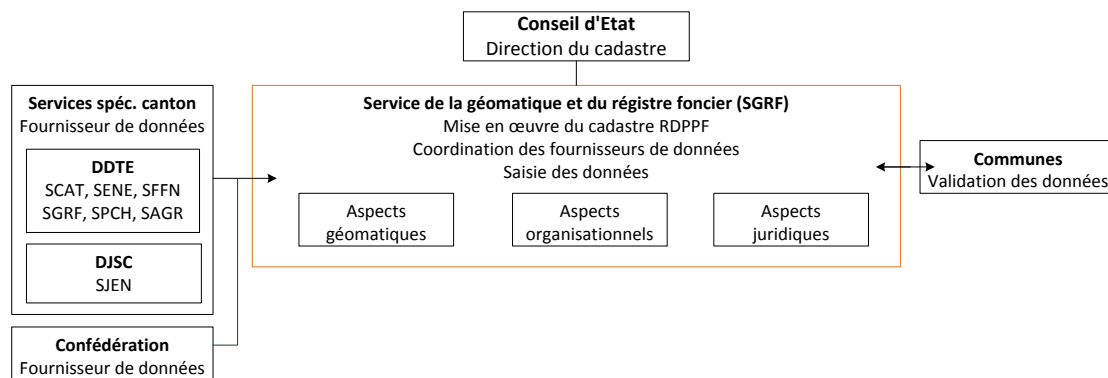 Conseil d'Etat
Direction du cadastre
Services spéc. canton
Fournisseur de données
DDTE
SCAT, SENE, SFFN
SGRF, SPCH, SAGR
DJSC
SJEN
Confédération
Fournisseur de données
Service de la géomatique et du régistre foncier (SGRF)
Mise en œuvre du cadastre RDPPF
Coordination des fournisseurs de données
Saisie des données
Aspects
géomatiques
Aspects
organisationnels
Aspects
juridiques
Communes
Validation des données